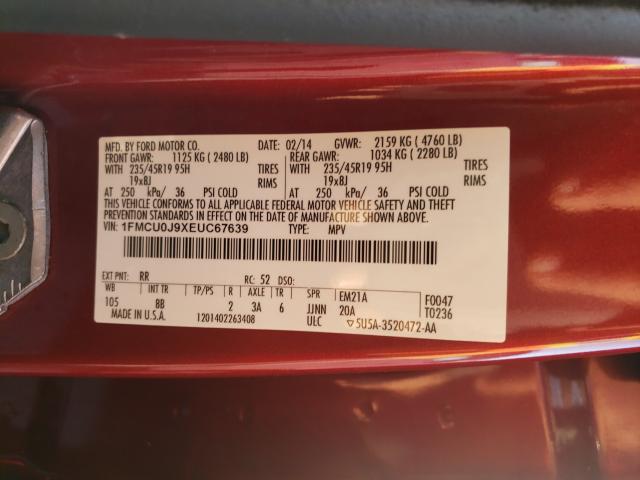 MFD. BY FORD MOTOR CO. DATE: 02/14 GVWR: 2159 KG ( 4760 LB)
FRONT GAWR: 1125 KG ( 2480 LB) REAR GAWR: 1034 KG ( 2280 LB)
WITH 235/45R19 95H TIRES WITH 235/45R19 95H TIRES
19x8J RIMS 19x8J RIMS
AT 250 kPa/ 36 PSI COLD AT 250 kPa/ 36 PSI COLD
THIS VEHICLE CONFORMS TO ALL APPLICABLE FEDERAL MOTOR VEHICLE SAFETY AND BUMPER
AND THEFT PREVENTION STANDARDS IN EFFECT ON THE DATE OF MANUFACTURE SHOWN ABOVE.
VIN: 1FMCU0J9XEUC67639 TYPE: MPV
EXT PNT: RR RC: 52 DSO:
WB INT TR TP/PS R AXLE TR SPR EM21A F0047
105 BB 2 3A 6 JJNN 20A T0236
MADE IN U.S.A. 1201402263408 ULC 5U5A-3520472-AA